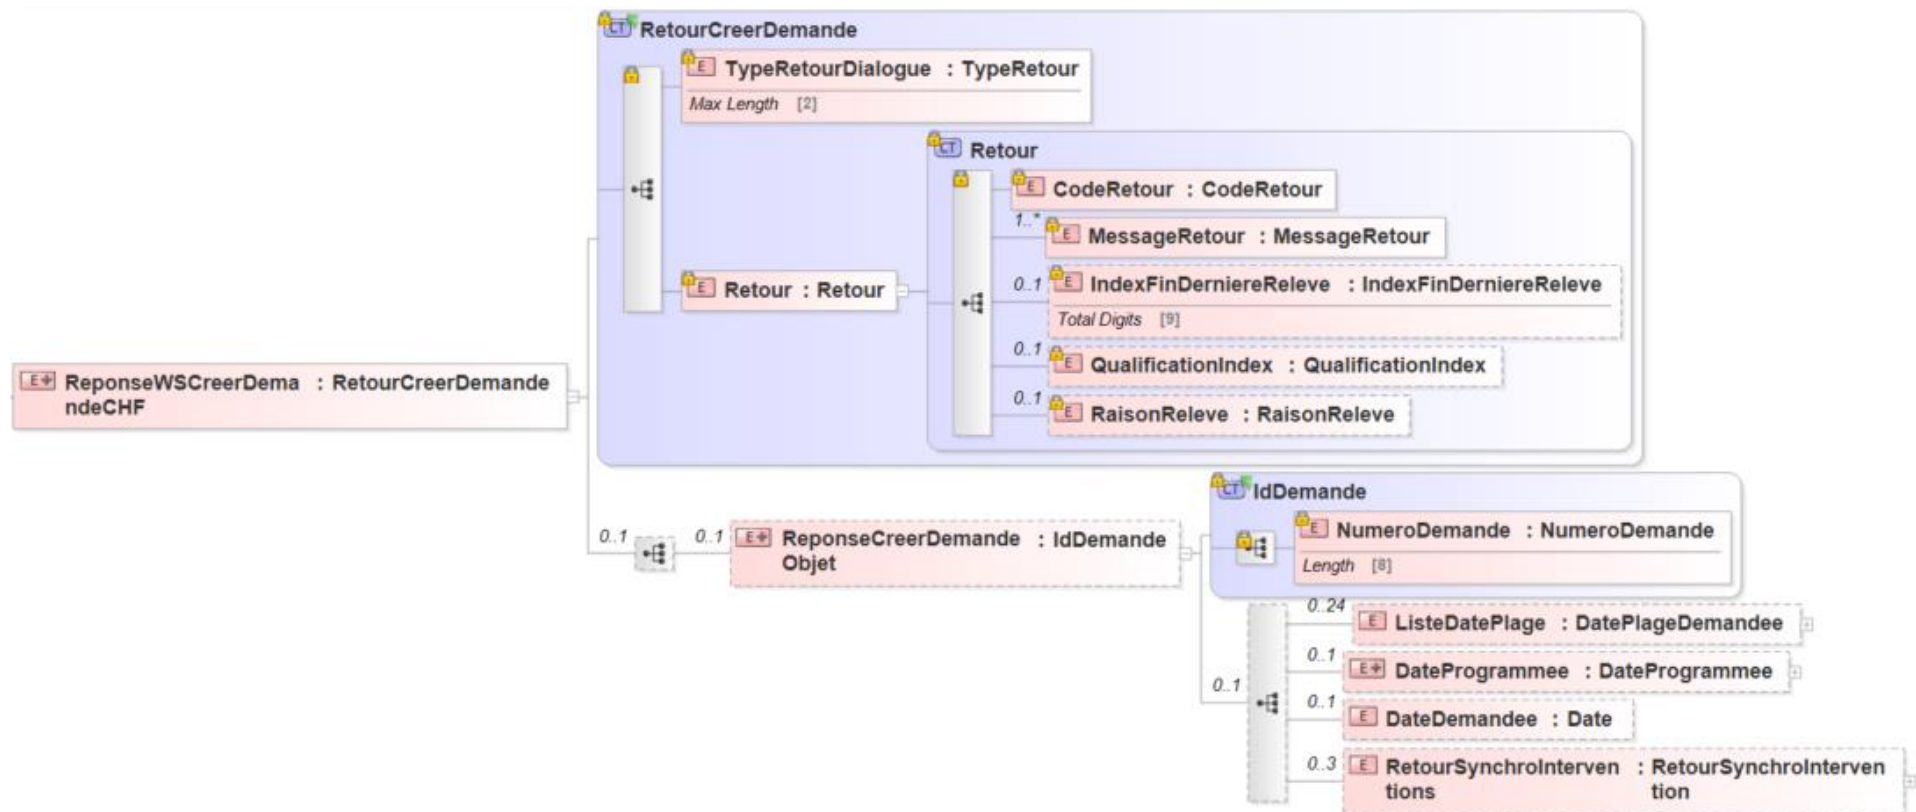 CT RetourCreerDemande
E TypeRetourDialogue : TypeRetour
Max Length [2]
CT Retour
E CodeRetour : CodeRetour
1..*
E MessageRetour : MessageRetour
0..1
E IndexFinDerniereReleve : IndexFinDerniereReleve
Total Digits [9]
E Retour : Retour
0..1
E QualificationIndex : QualificationIndex
0..1
E RaisonReleve : RaisonReleve
E ReponseWSCreerDema : RetourCreerDemande
ndeCHF
CT IdDemande
0..1
0..1
E ReponseCreerDemande : IdDemande
Objet
E NumeroDemande : NumeroDemande
Length [8]
0..24
E ListeDatePlage : DatePlageDemandee
0..1
E DateProgrammee : DateProgrammee
0..1
0..1
E DateDemandee : Date
0..3
E RetourSynchroInterven : RetourSynchroInterven
tions tion